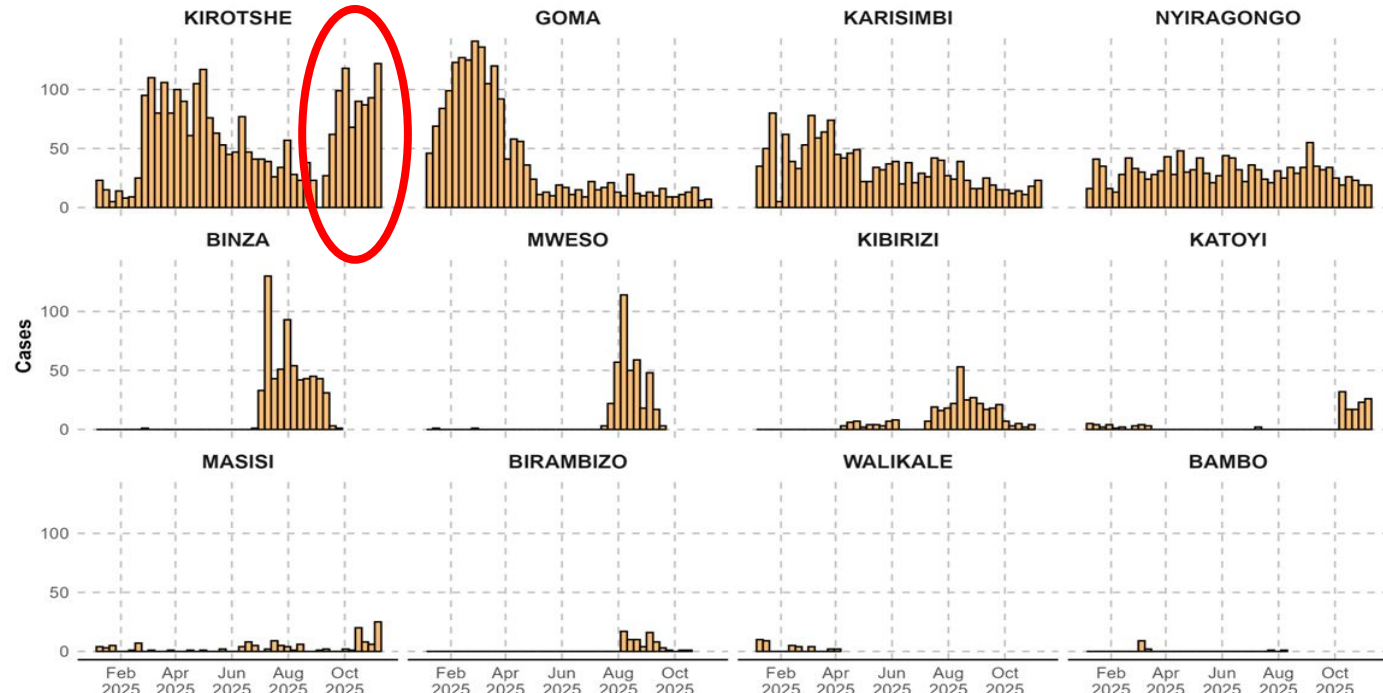 KIROTSHE GOMA KARISIMBI NYIRAGONGO
100
50
0
BINZA MWESO KIBIRIZI KATOYI
Cases
100
50
0
MASISI BIRAMBIZO WALIKALE BAMBO
100
50
0
Feb Apr Jun Aug Oct Feb Apr Jun Aug Oct Feb Apr Jun Aug Oct Feb Apr Jun Aug Oct
2025 2025 2025 2025 2025 2025 2025 2025 2025 2025 2025 2025 2025 2025 2025 2025 2025 2025 2025 2025